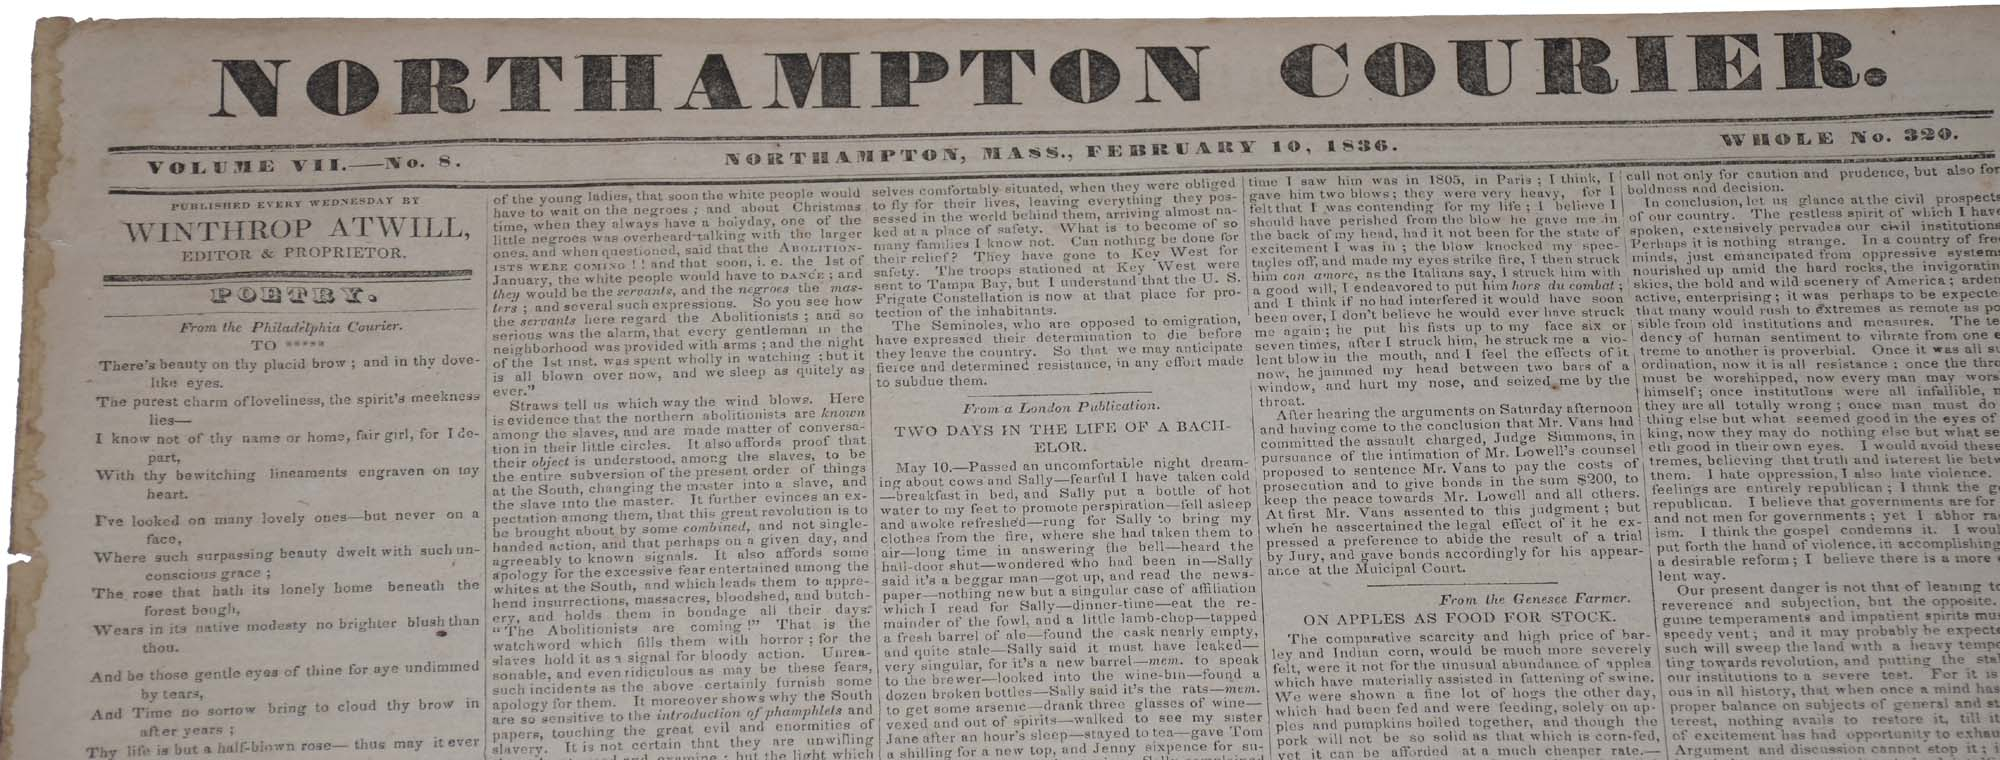 NORTHAMPTON COURIER.
VOLUME VII.—No. 8.
NORTHAMPTON, MASS., FEBRUARY 10, 1836.
WHOLE No. 320.
PUBLISHED EVERY WEDNESDAY BY
WINTHROP ATWILL,
EDITOR & PROPRIETOR.
POETRY.
From the Philadelphia Courier.
TO *****
There's beauty on thy placid brow ; and in thy dove-
like eyes.
The purest charm of loveliness, the spirit's meekness
lies—
I know not of thy name or home, fair girl, for I de-
part,
With thy bewitching lineaments engraven on my
heart.
I've looked on many lovely ones—but never on a
face,
Where such surpassing beauty dwelt with such un-
conscious grace ;
The rose that hath its lonely home beneath the
forest bough,
Wears in its native modesty no brighter blush than
thou.
And be those gentle eyes of thine for aye undimmed
by tears,
And Time no sorrow bring to cloud thy brow in
after years ;
Thy life is but a half-blown rose— thus may it ever
of the young ladies, that soon the white people would
have to wait on the negroes ; and about Christmas
time, when they always have a holyday, one of the
little negroes was overheard talking with the larger
ones, and when questioned, said that the ABOLITION-
ISTS WERE COMING ! ! and that soon, i. e. the 1st of
January, the white people would have to DANCE ; and
they would be the servants, and the negroes the mas-
ters ; and several such expressions. So you see how
the servants here regard the Abolitionists ; and so
serious was the alarm, that every gentleman in the
neighborhood was provided with arms ; and the night
of the 1st inst. was spent wholly in watching ; but it
is all blown over now, and we sleep as quitely as
ever."
Straws tell us which way the wind blows. Here
is evidence that the northern abolitionists are known
among the slaves, and are made matter of conversa-
tion in their little circles. It also affords proof that
their object is understood, among the slaves, to be
the entire subversion of the present order of things
at the South, changing the master into a slave, and
the slave into the master. It further evinces an ex-
pectation among them, that this great revolution is to
be brought about by some combined, and not single-
handed action, and that perhaps on a given day, and
agreeably to known signals. It also affords some
apology for the excessive fear entertained among the
whites at the South, and which leads them to appre-
hend insurrections, massacres, bloodshed, and butch-
ery, and holds them in bondage all their days.
"The Abolitionists are coming!" That is the
watchword which fills them with horror ; for the
slaves hold it as a signal for bloody action. Unrea-
sonable, and even ridiculous as may be these fears,
such incidents as the above certainly furnish some
apology for them. It moreover shows why the South
are so sensitive to the introduction of phamphlets and
papers, touching the great evil and enormities of
slavery. It is not certain that they are unwilling
but the light which
selves comfortably situated, when they were obliged
to fly for their lives, leaving everything they pos-
sessed in the world behind them, arriving almost na-
ked at a place of safety. What is to become of so
many families I know not. Can nothing be done for
their relief? They have gone to Key West for
safety. The troops stationed at Key West were
sent to Tampa Bay, but I understand that the U. S.
Frigate Constellation is now at that place for pro-
tection of the inhabitants.
The Seminoles, who are opposed to emigration,
have expressed their determination to die before
they leave the country. So that we may anticipate
fierce and determined resistance, in any effort made
to subdue them.
From a London Publication.
TWO DAYS IN THE LIFE OF A BACH-
ELOR.
May 10.—Passed an uncomfortable night dream-
ing about cows and Sally—fearful I have taken cold
—breakfast in bed, and Sally put a bottle of hot
water to my feet to promote perspiration—fell asleep
and awoke refreshed—rung for Sally to bring my
clothes from the fire, where she had taken them to
air—long time in answering the bell—heard the
hall-door shut—wondered who had been in—Sally
said it's a beggar man—got up, and read the news-
paper—nothing new but a singular case of affiliation
which I read for Sally—dinner-time—eat the re-
mainder of the fowl, and a little lamb-chop—tapped
a fresh barrel of ale—found the cask nearly empty,
and quite stale—Sally said it must have leaked—
very singular, for it's a new barrel—mem. to speak
to the brewer—looked into the wine-bin—found a
dozen broken bottles—Sally said it's the rats—mem.
to get some arsenic—drank three glasses of wine—
vexed and out of spirits—walked to see my sister
Jane after an hour's sleep—stayed to tea—gave Tom
a shilling for a new top, and Jenny sixpence for su-
time I saw him was in 1805, in Paris ; I think, I
gave him two blows ; they were very heavy, for I
felt that I was contending for my life ; I believe I
should have perished from the blow he gave me in
the back of my head, had it not been for the state of
excitement I was in ; the blow knocked my spec-
tacles off, and made my eyes strike fire, I then struck
him con amore, as the Italians say, I struck him with
a good will, I endeavored to put him hors du combat ;
and I think if no had interfered it would have soon
been over, I don't believe he would ever have struck
me again ; he put his fists up to my face six or
seven times, after I struck him, he struck me a vio-
lent blow in the mouth, and I feel the effects of it
now, he jammed my head between two bars of a
window, and hurt my nose, and seized me by the
throat.
After hearing the arguments on Saturday afternoon
and having come to the conclusion that Mr. Vans had
committed the assault charged, Judge Simmons, in
pursuance of the intimation of Mr. Lowell's counsel
proposed to sentence Mr. Vans to pay the costs of
prosecution and to give bonds in the sum $200, to
keep the peace towards Mr. Lowell and all others.
At first Mr. Vans assented to this judgment ; but
when he asscertained the legal effect of it he ex-
pressed a preference to abide the result of a trial
by Jury, and gave bonds accordingly for his appear-
ance at the Muicipal Court.
From the Genesee Farmer.
ON APPLES AS FOOD FOR STOCK.
The comparative scarcity and high price of bar-
ley and Indian corn, would be much more severely
felt, were it not for the unusual abundance of apples
which have materially assisted in fattening of swine.
We were shown a fine lot of hogs the other day,
which had been fed and were feeding, solely on ap-
ples and pumpkins boiled together, and though the
pork will not be so solid as that which is corn-fed,
yet it can be afforded at a much cheaper rate.—
call not only for caution and prudence, but also for
boldness and decision.
In conclusion, let us glance at the civil prospects
of our country. The restless spirit of which I have
spoken, extensively pervades our civil institutions
Perhaps it is nothing strange. In a country of free
minds, just emancipated from oppressive systems
nourished up amid the hard rocks, the invigoratin
skies, the bold and wild scenery of America ; arden
active, enterprising ; it was perhaps to be expecte
that many would rush to extremes as remote as po
sible from old institutions and measures. The te
dency of human sentiment to vibrate from one e
treme to another is proverbial. Once it was all su
ordination, now it is all resistance ; once the thro
must be worshipped, now every man may wors
himself ; once institutions were all infallible, n
they are all totally wrong ; once man must do
thing else but what seemed good in the eyes of
king, now they may do nothing else but what se
eth good in their own eyes. I would avoid these
tremes, believing that truth and interest lie betw
them. I hate oppression, I also hate violence.
feelings are entirely republican ; I think the g
republican. I believe that governments are for
and not men for governments ; yet I abhor ra
ism. I think the gospel condemns it. I woul
put forth the hand of violence, in accomplishing
a desirable reform ; I believe there is a more
lent way.
Our present danger is not that of leaning to
reverence and subjection, but the opposite.
guine temperaments and impatient spirits mus
speedy vent ; and it may probably be expecte
such will sweep the land with a heavy tempe
ting towards revolution, and putting the stab
our institutions to a severe test. For it is
ous in all history, that when once a mind has
proper balance on subjects of general and st
terest, nothing avails to restore it, till it
of excitement has had opportunity to exhau
Argument and discussion cannot stop it ; i